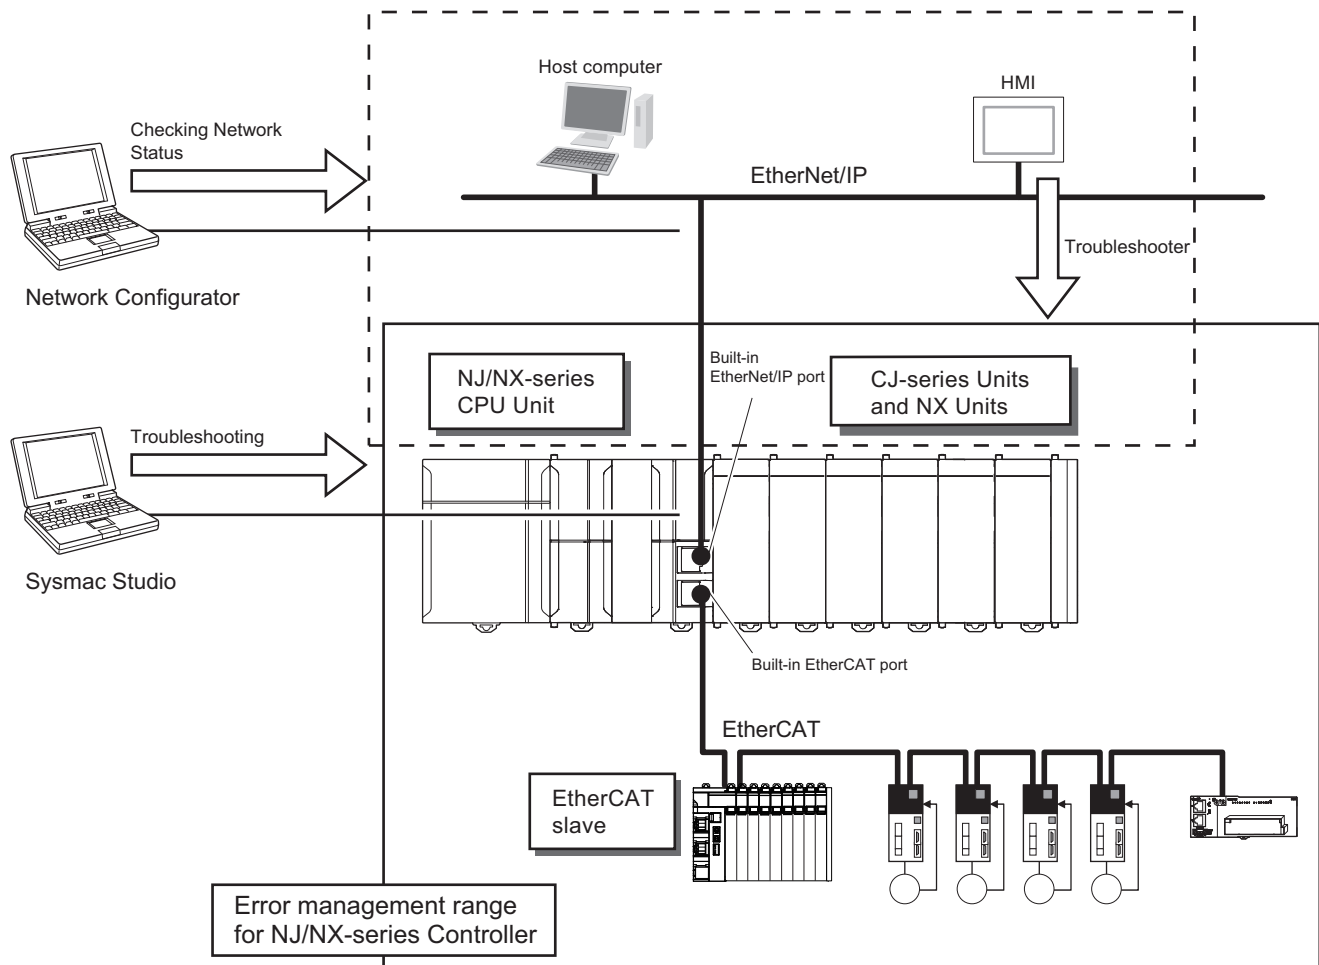 Host computer
HMI
Checking Network
Status
EtherNet/IP
Troubleshooter
Network Configurator
NJ/NX-series
CPU Unit
Built-in
EtherNet/IP port
CJ-series Units
and NX Units
Troubleshooting
Sysmac Studio
Built-in EtherCAT port
EtherCAT
EtherCAT
slave
Error management range
for NJ/NX-series Controller